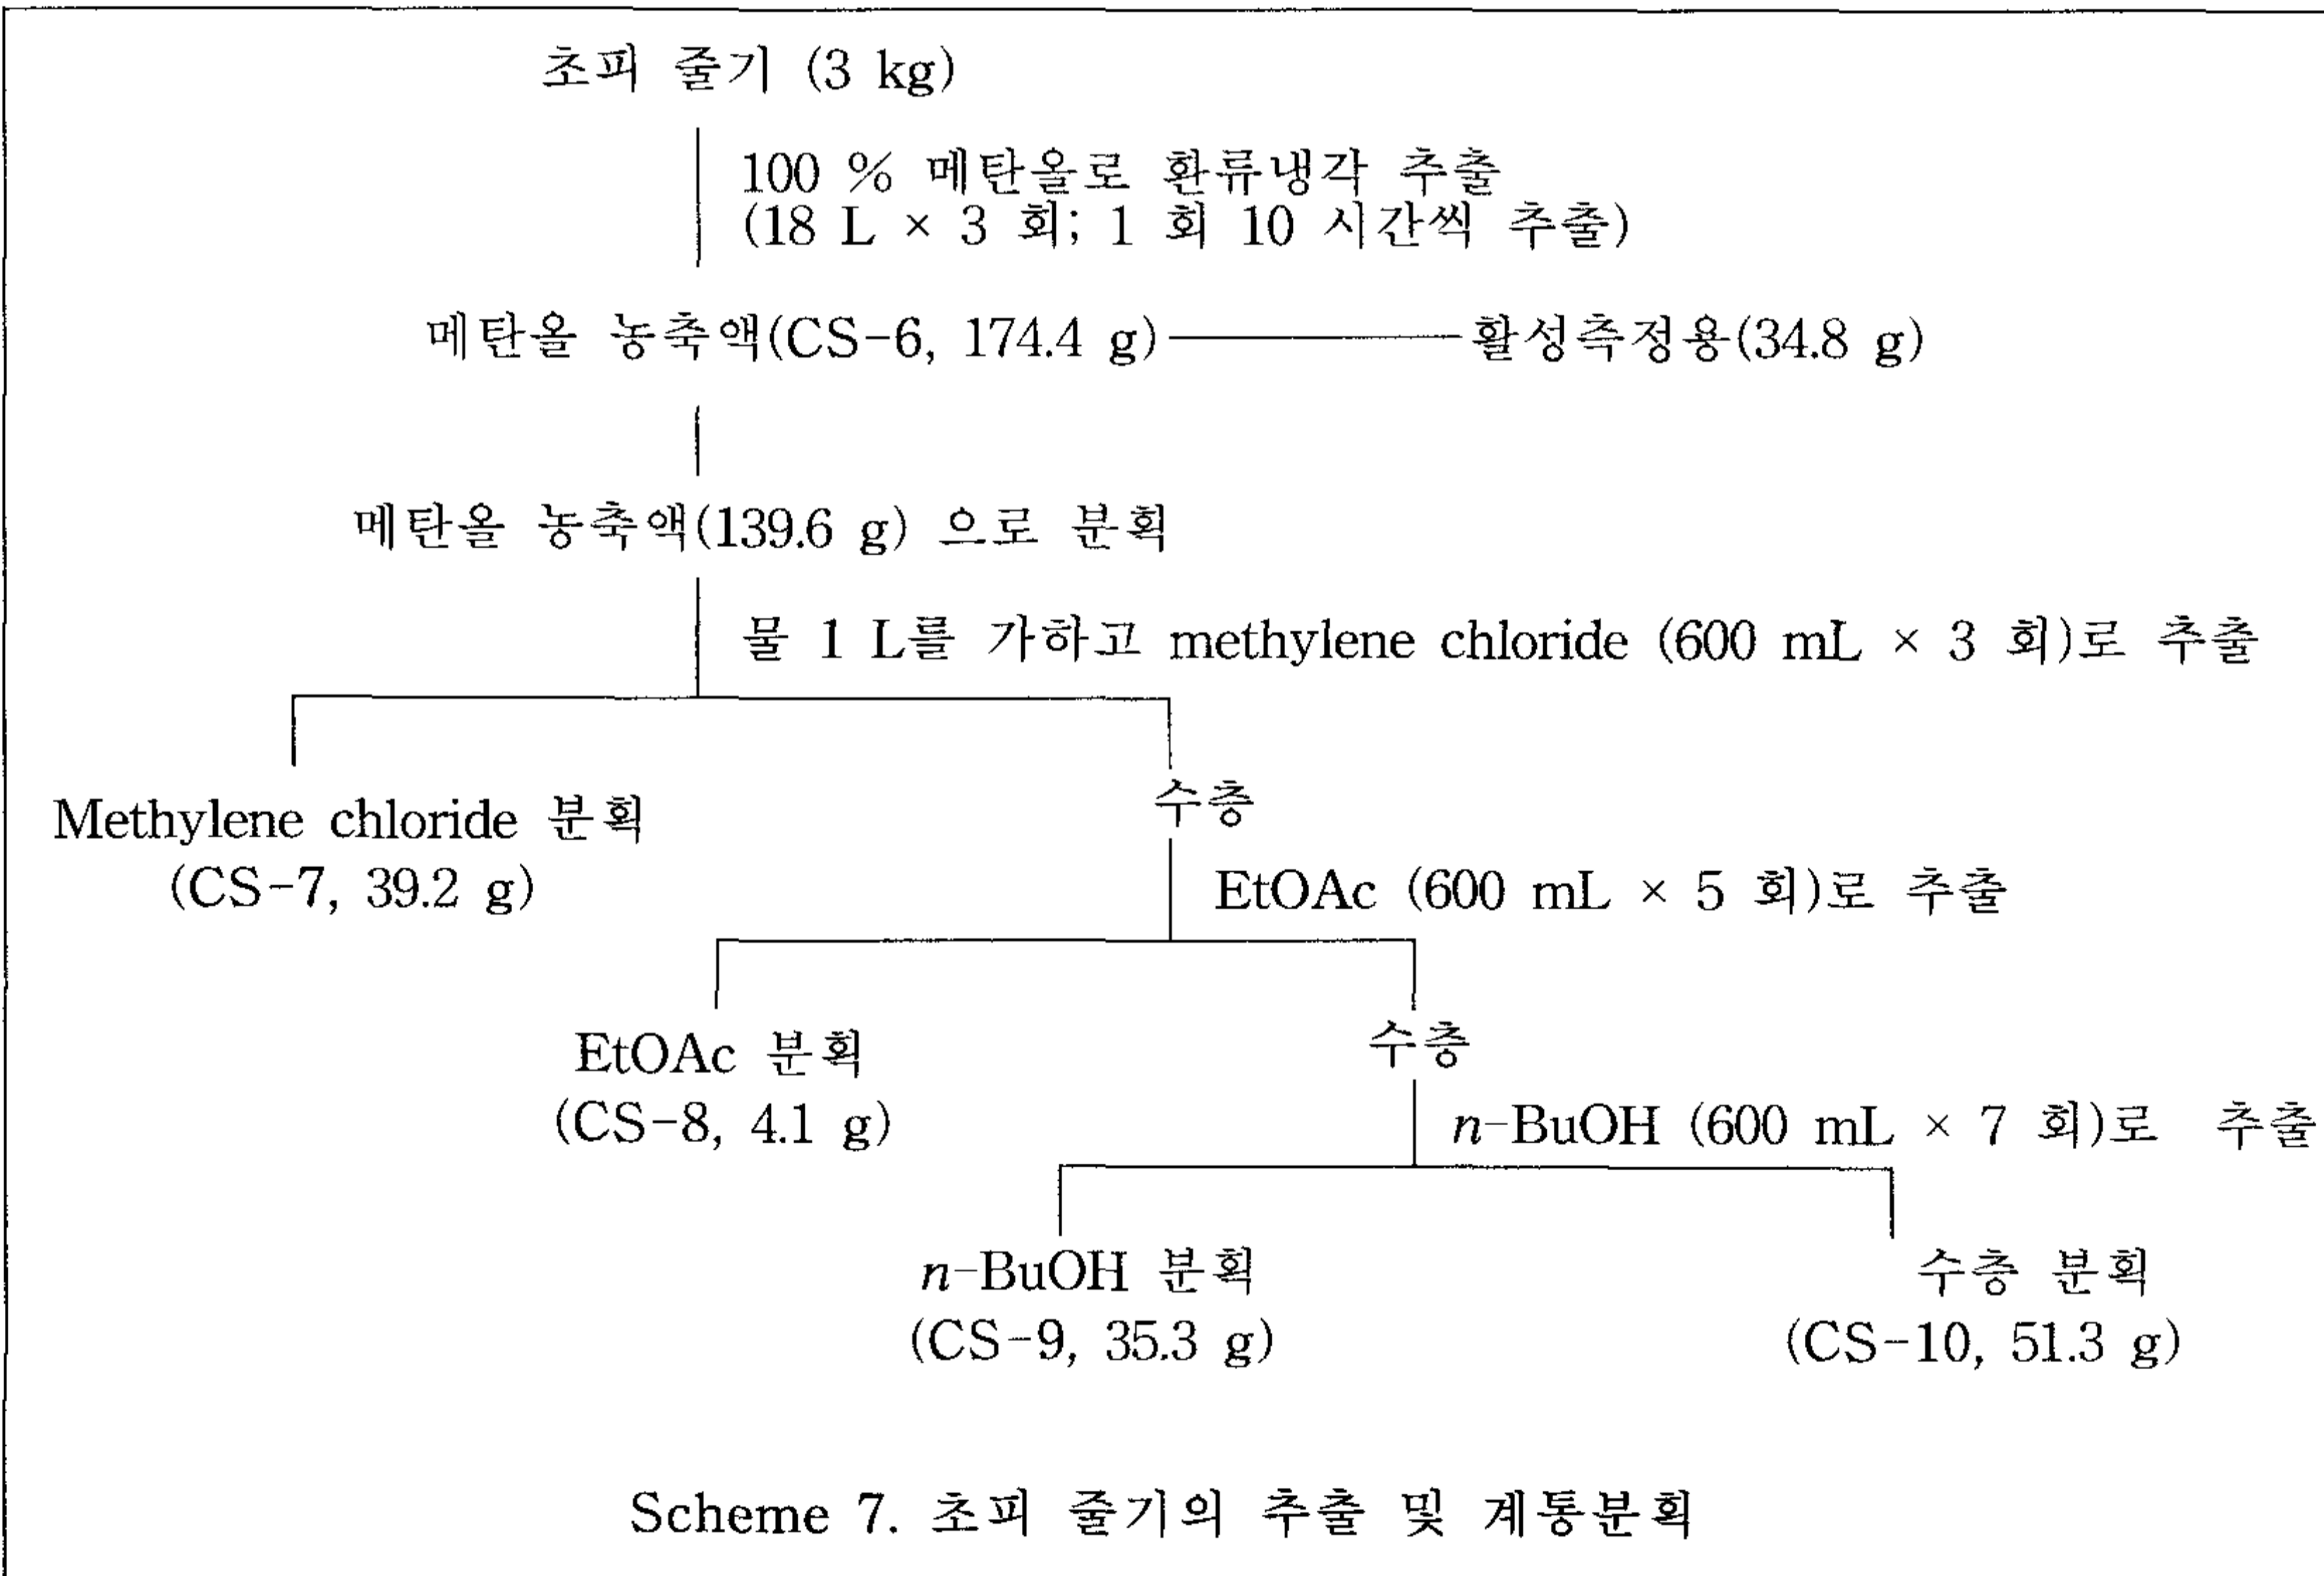 초피 줄기 (3 kg)
100 % 메탄올로 환류냉각 추출
(18 L × 3 회; 1 회 10 시간씩 추출)
메탄올 농축액(CS-6, 174.4 g) 활성측정용(34.8 g)
메탄올 농축액(139.6 g) 으로 분획
물 1 L를 가하고 methylene chloride (600 mL × 3 회)로 추출
Methylene chloride 분획
(CS-7, 39.2 g)
수층
EtOAc (600 mL × 5 회)로 추출
EtOAc 분획
(CS-8, 4.1 g)
수층
n-BuOH (600 mL × 7 회)로 추출
n-BuOH 분획
(CS-9, 35.3 g)
수층 분획
(CS-10, 51.3 g)
Scheme 7. 초피 줄기의 추출 및 계통분획